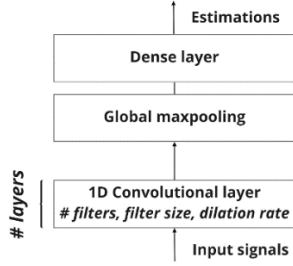 Estimations
Dense layer
Global maxpooling
# layers
1D Convolutional layer
# filters, filter size, dilation rate
Input signals